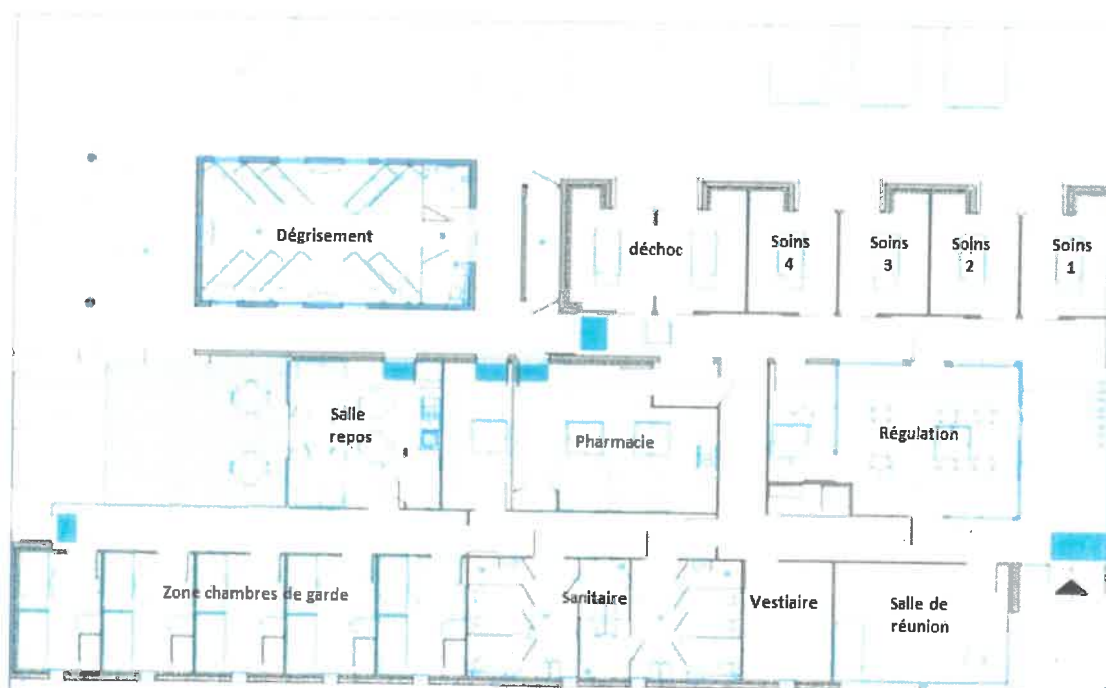 Dégrisement
déchoc
Soins
4
Soins
3
Soins
2
Soins
1
Salle
repos
Pharmacie
Régulation
Zone chambres de garde
Sanitaire
Vestiaire
Salle de
réunion